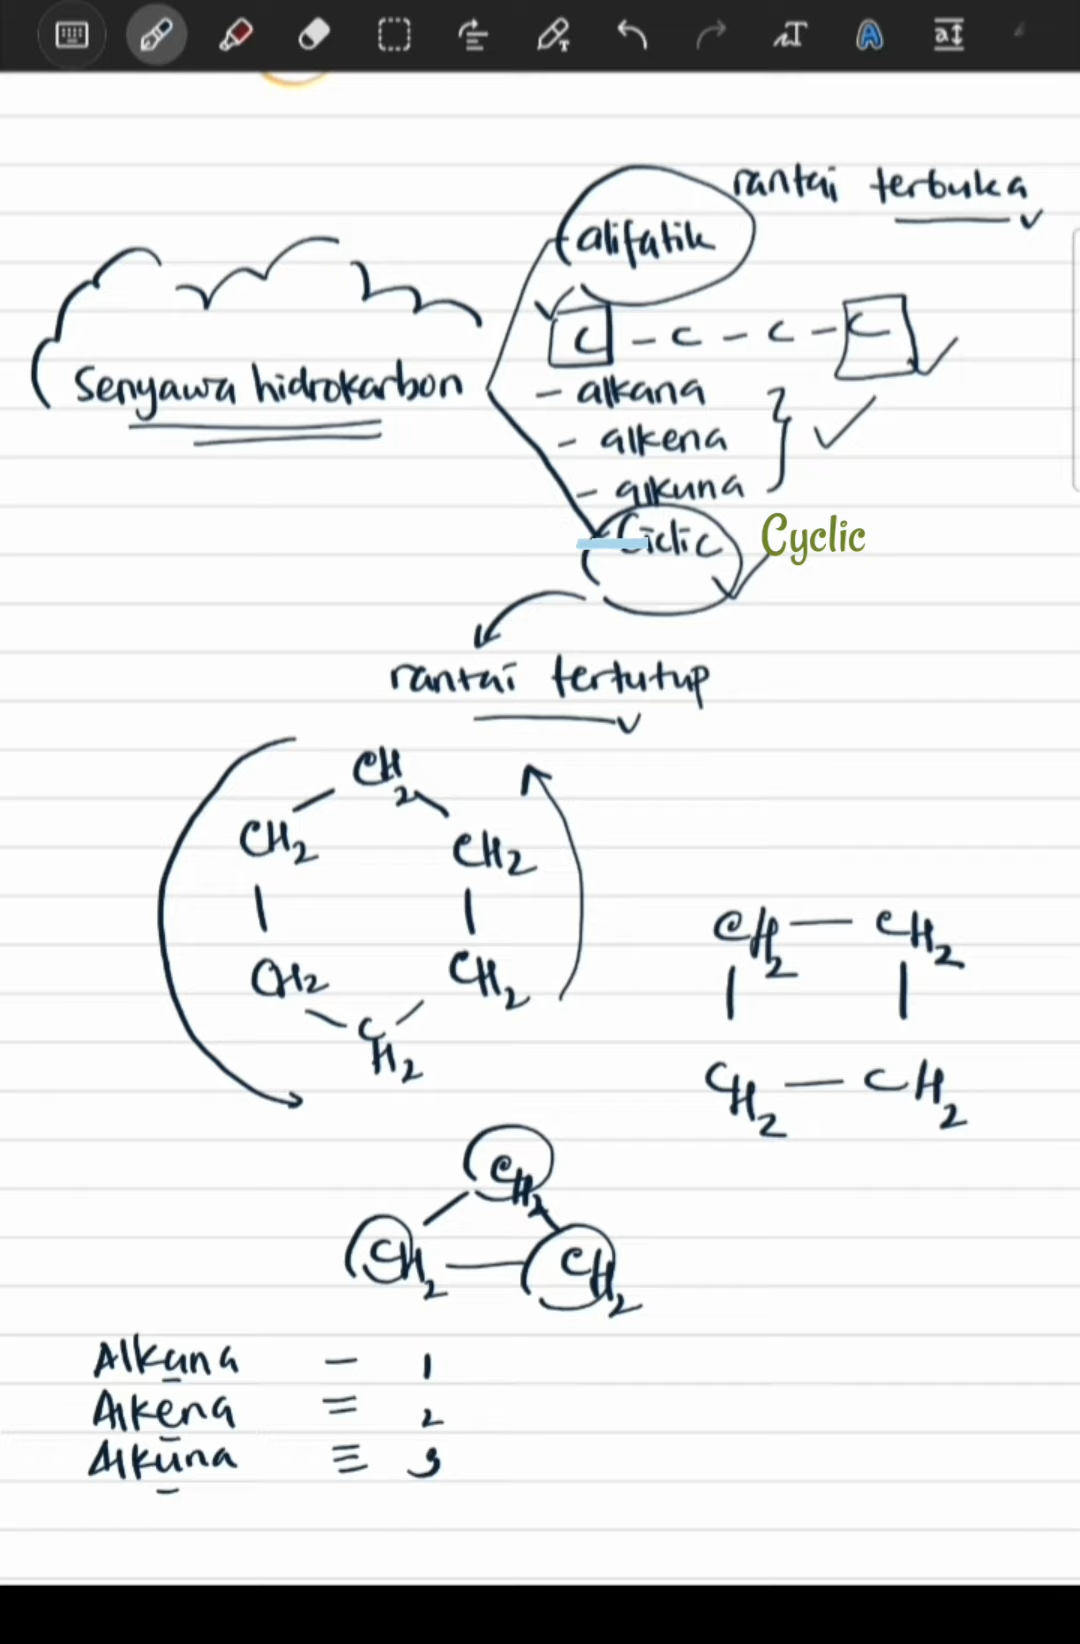 rantai terbuka
alifatik
C - C - C - C
Senyawa hidrokarbon
- alkana
- alkena
- alkuna
Ciclic Cyclic
rantai tertutup
CH2
CH2 CH2
CH2 CH2
CH2
CH2 — CH2
CH2 — CH2
CH2
CH2 — CH2
Alkana - 1
Alkena = 2
Alkuna ≡ 3